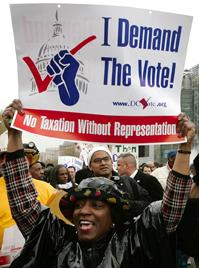 I Demand
The Vote!
www.DCVote.org
No Taxation Without Representation